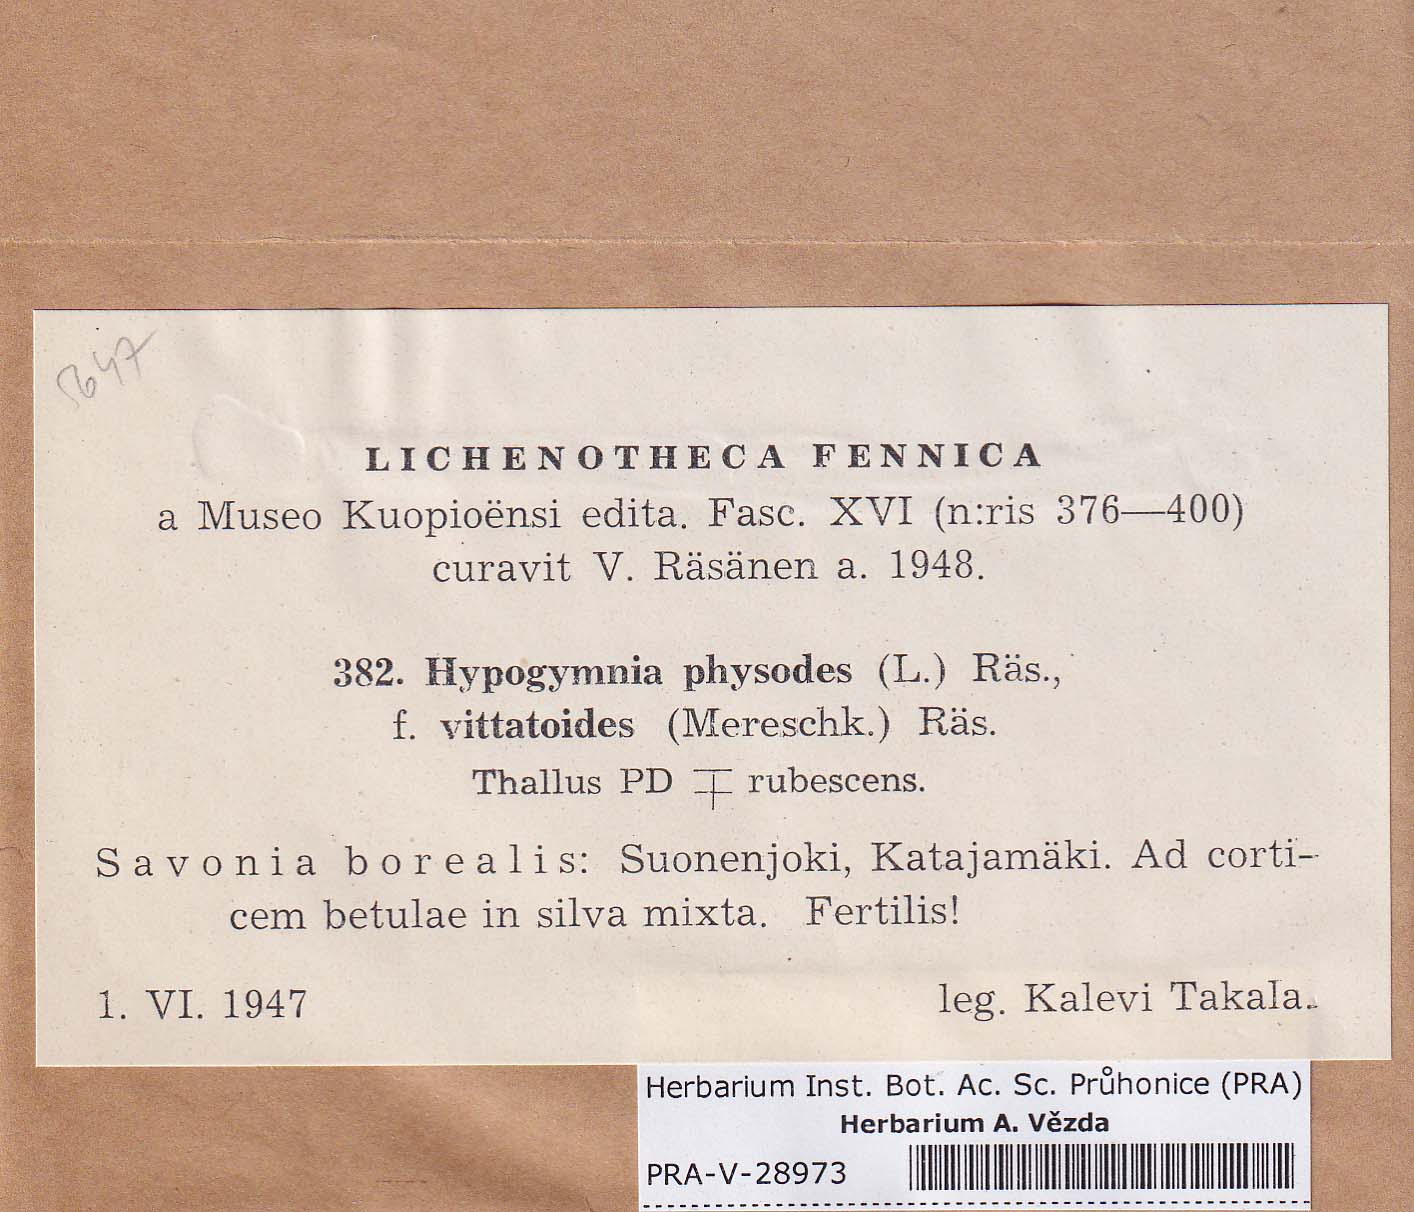 5647
LICHENOTHECA FENNICA
a Museo Kuopioënsi edita. Fasc. XVI (n:ris 376—400)
curavit V. Räsänen a. 1948.
382. Hypogymnia physodes (L.) Räs.,
f. vittatoides (Mereschk.) Räs.
Thallus PD ∓ rubescens.
Savonia borealis: Suonenjoki, Katajamäki. Ad corti-
cem betulae in silva mixta. Fertilis!
1. VI. 1947 leg. Kalevi Takala.
Herbarium Inst. Bot. Ac. Sc. Průhonice (PRA)
Herbarium A. Vězda
PRA-V-28973